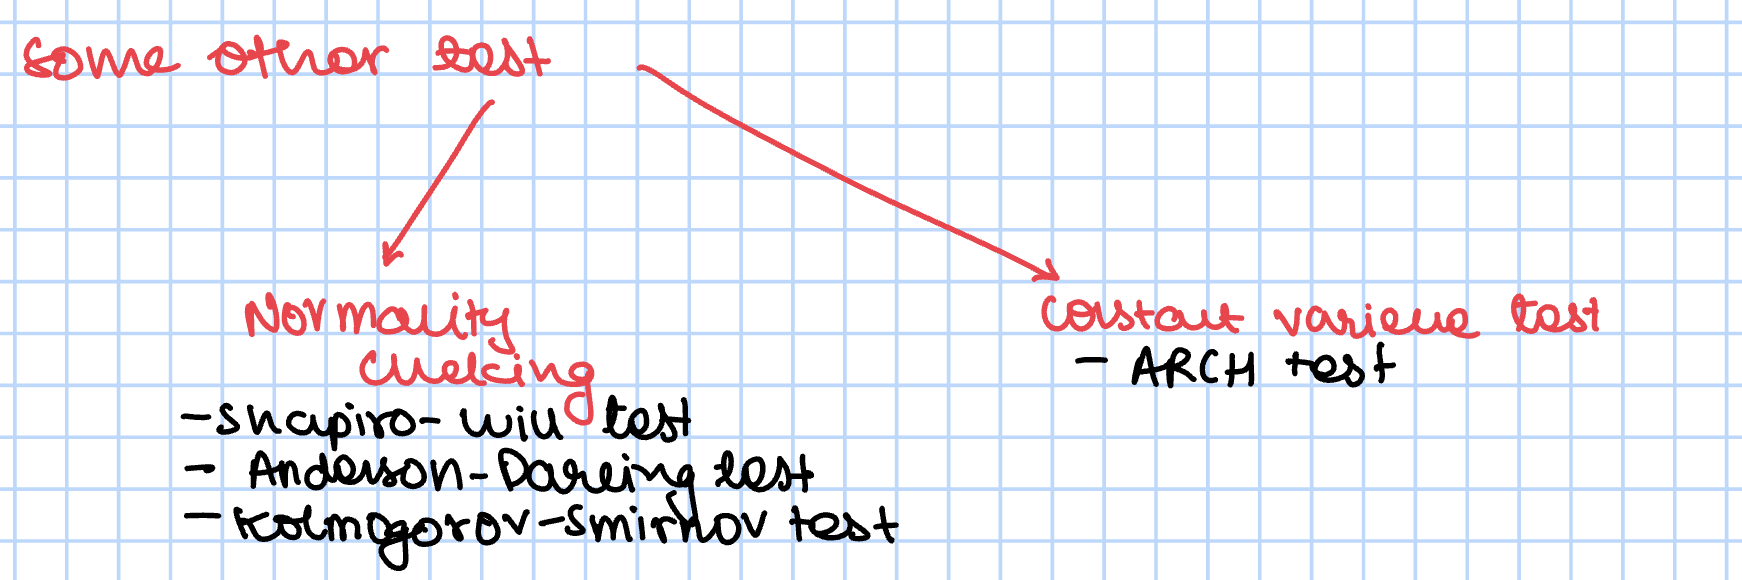 Some other test
Normality
Checking
- Shapiro-Wilk test
- Anderson-Darling test
- Kolmogorov-Smirnov test
Constant variance test
- ARCH test